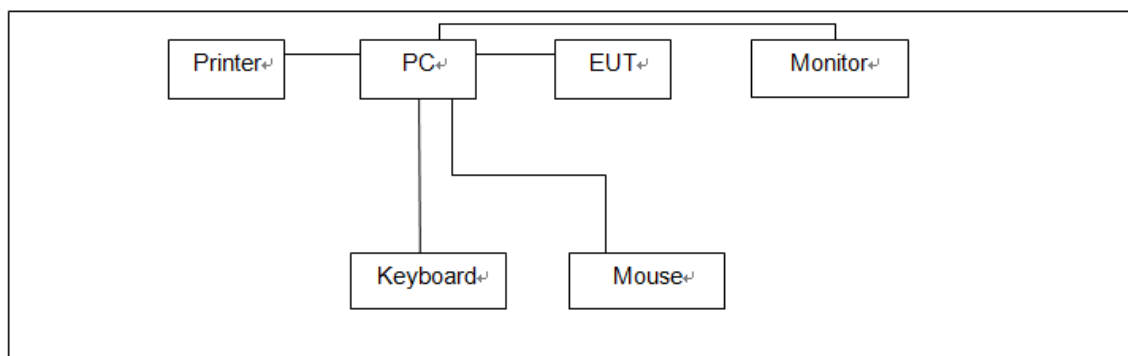 Printer
PC
EUT
Monitor
Keyboard
Mouse